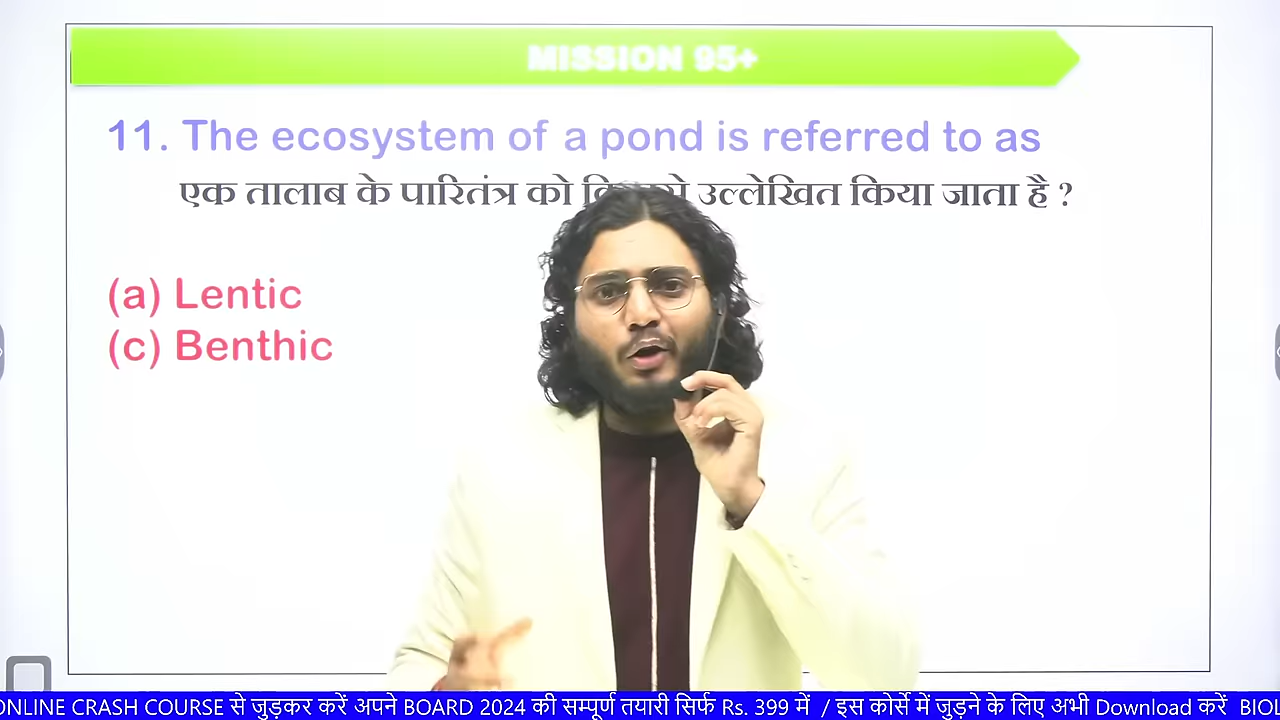 MISSION 95+
11. The ecosystem of a pond is referred to as
एक तालाब के पारितंत्र को उल्लेखित किया जाता है ?
(a) Lentic
(c) Benthic
ONLINE CRASH COURSE से जुड़कर करें अपने BOARD 2024 की सम्पूर्ण तयारी सिर्फ Rs. 399 में / इस कोर्से में जुड़ने के लिए अभी Download करें